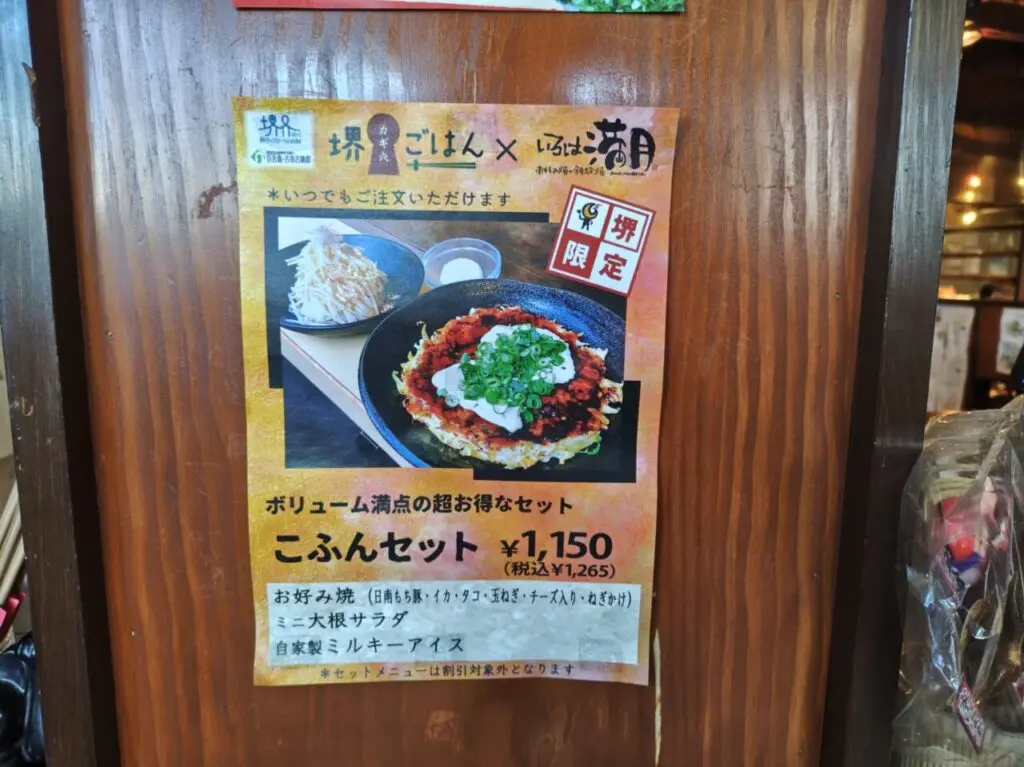 堺カギ穴ごはん×いろは満月
*いつでもご注文いただけます
堺
限定
ボリューム満点の超お得なセット
こふんセット ¥1,150
(税込¥1,265)
お好み焼(日南もち豚・イカ・タコ・玉ねぎ・チーズ入り・ねぎかけ)
ミニ大根サラダ
自家製ミルキーアイス
*セットメニューは割引対象外となります